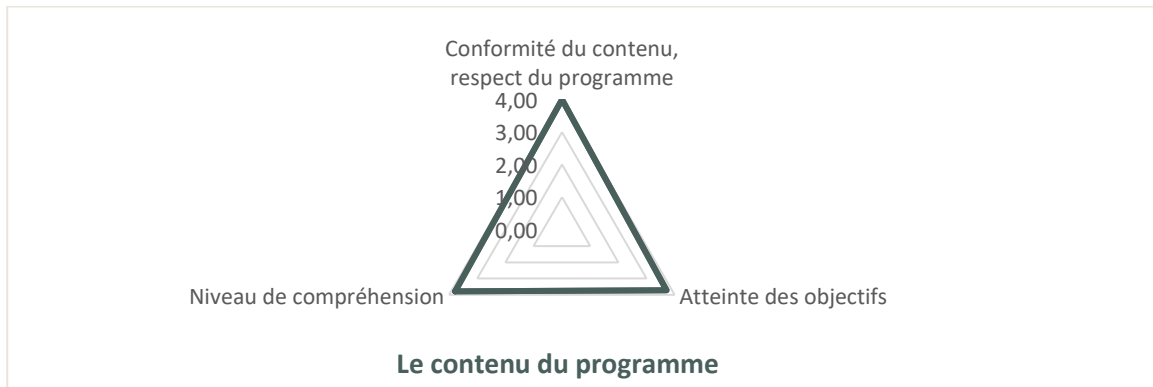 Conformité du contenu,
respect du programme
4,00
3,00
2,00
1,00
0,00
Niveau de compréhension
Atteinte des objectifs
Le contenu du programme